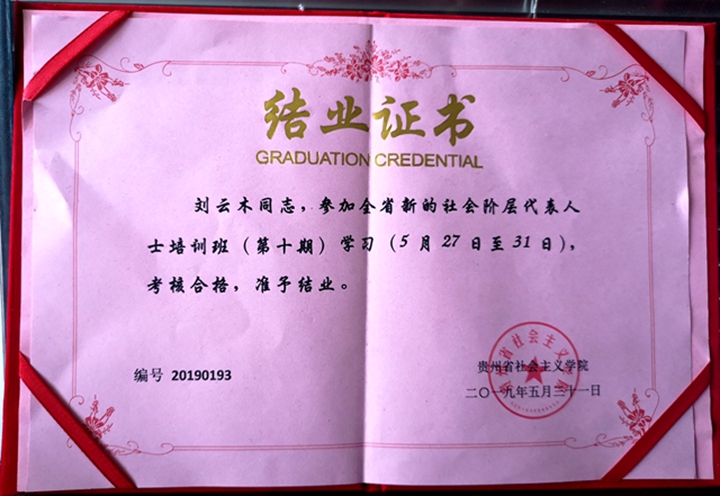 结业证书
GRADUATION CREDENTIAL
刘云木同志，参加全省新的社会阶层代表人
士培训班（第十期）学习（5月27日至31日），
考核合格，准予结业。
编号 20190193
贵州省社会主义学院
二〇一九年五月三十一日